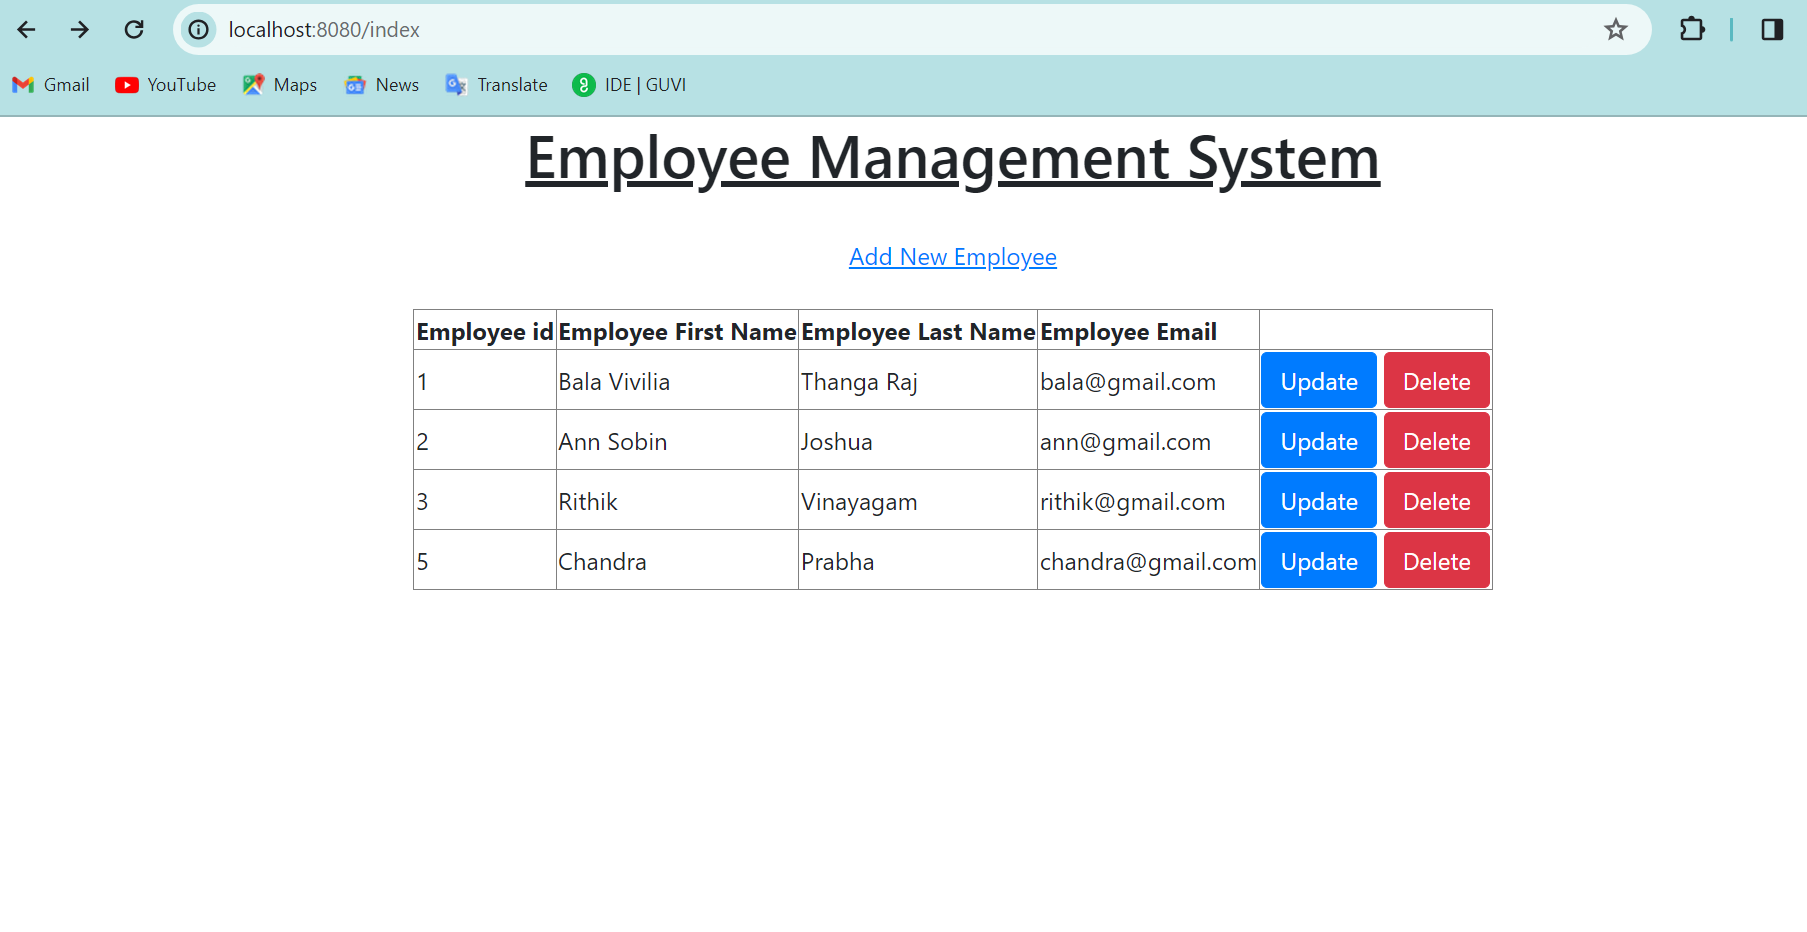 localhost:8080/index
Gmail YouTube Maps News Translate IDE | GUVI
Employee Management System
Add New Employee
Employee id Employee First Name Employee Last Name Employee Email
1 Bala Vivilia Thanga Raj bala@gmail.com Update Delete
2 Ann Sobin Joshua ann@gmail.com Update Delete
3 Rithik Vinayagam rithik@gmail.com Update Delete
5 Chandra Prabha chandra@gmail.com Update Delete